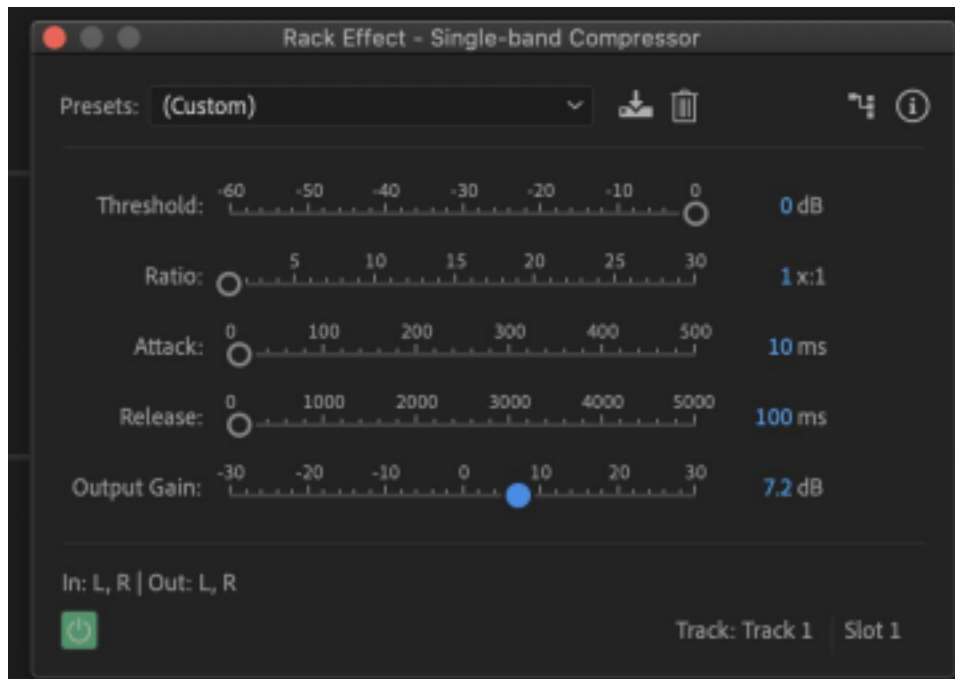 Rack Effect - Single-band Compressor
Presets: (Custom)
-60 -50 -40 -30 -20 -10 0
Threshold: 0 dB
5 10 15 20 25 30
Ratio: 1 x:1
0 100 200 300 400 500
Attack: 10 ms
0 1000 2000 3000 4000 5000
Release: 100 ms
-30 -20 -10 0 10 20 30
Output Gain: 7.2 dB
In: L, R | Out: L, R
Track: Track 1 Slot 1